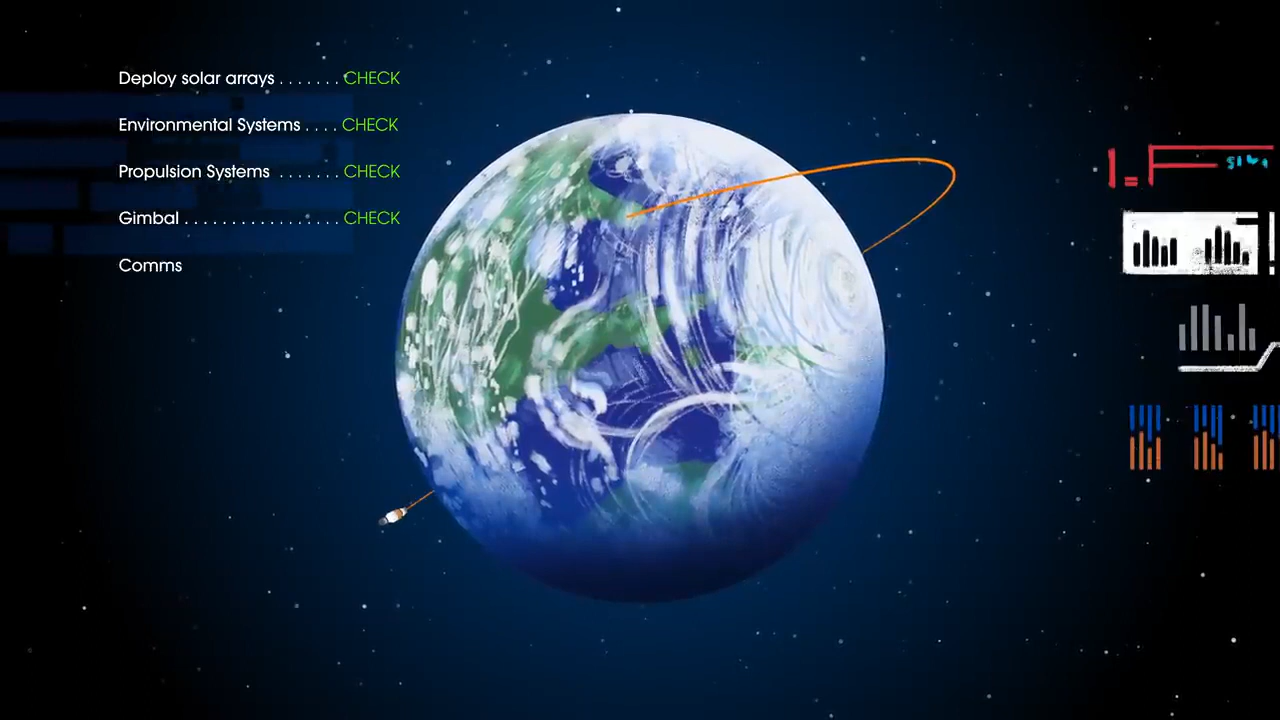 Deploy solar arrays . . . . . . . CHECK
Environmental Systems . . . . CHECK
Propulsion Systems . . . . . . . CHECK
Gimbal . . . . . . . . . . . . . . . . CHECK
Comms